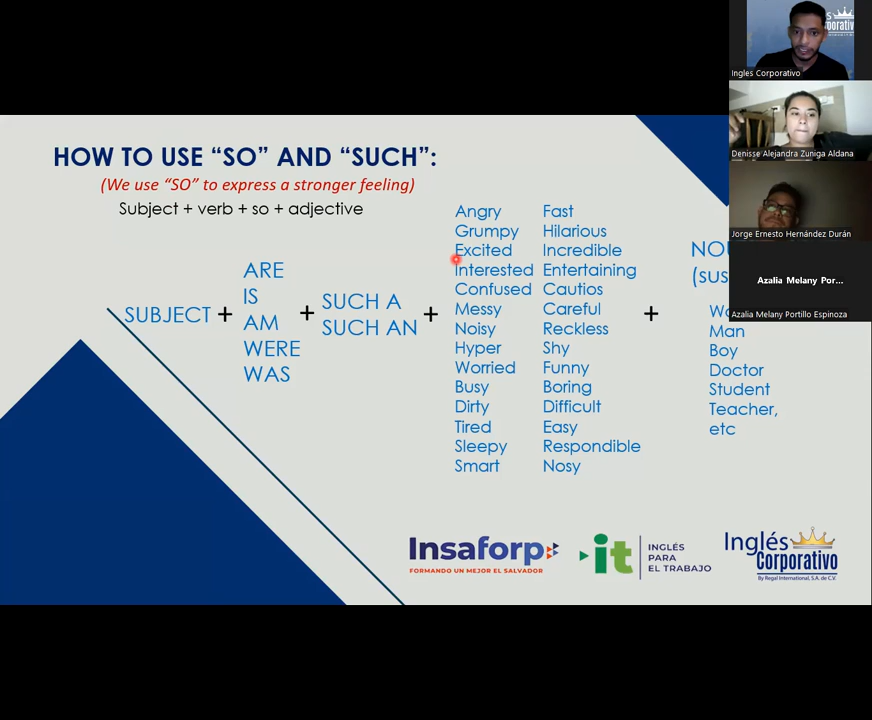 HOW TO USE “SO” AND “SUCH”:
(We use “SO” to express a stronger feeling)
Subject + verb + so + adjective
SUBJECT +
ARE
IS
AM
WERE
WAS
+
SUCH A
SUCH AN
+
Angry
Grumpy
Excited
Interested
Confused
Messy
Noisy
Hyper
Worried
Busy
Dirty
Tired
Sleepy
Smart
Fast
Hilarious
Incredible
Entertaining
Cautios
Careful
Reckless
Shy
Funny
Boring
Difficult
Easy
Respondible
Nosy
+
Man
Boy
Doctor
Student
Teacher,
etc
Insaforp
FORMANDO UN MEJOR EL SALVADOR
it
INGLÉS
PARA
EL TRABAJO
Inglés
Corporativo
By Regal International, S.A. de C.V.
Ingles Corporativo
Denisse Alejandra Zuniga Aldana
Jorge Ernesto Hernández Durán
Azalia Melany Por...
Azalia Melany Portillo Espinoza